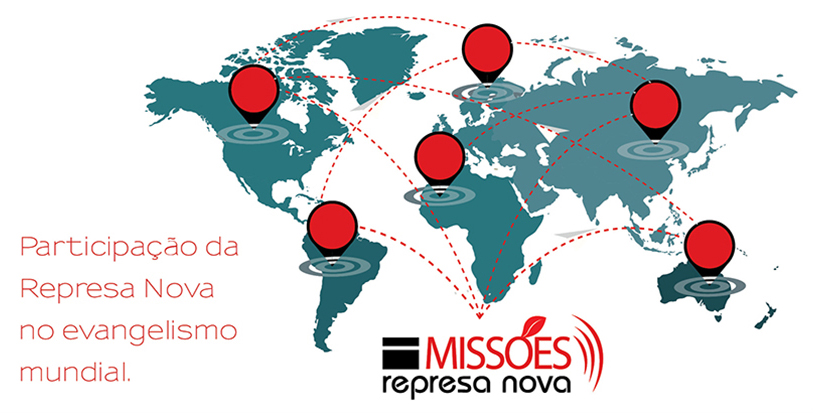 Participação da
Represa Nova
no evangelismo
mundial.
MISSÕES
represa nova